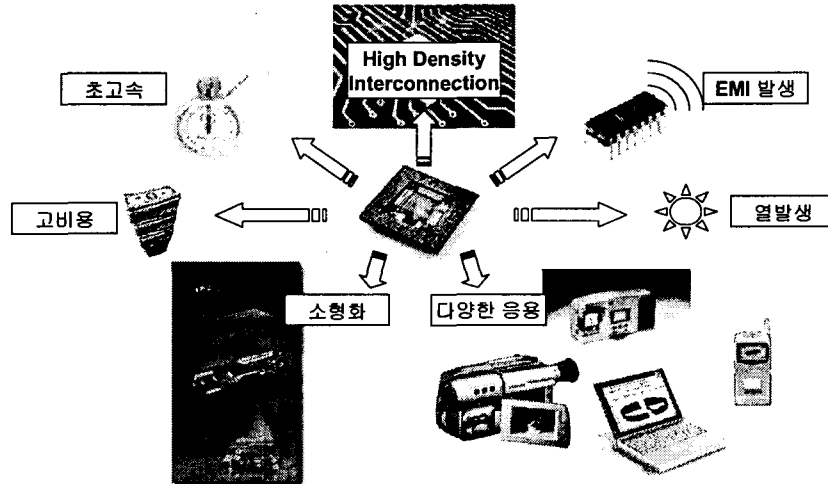 High Density
Interconnection
초고속
EMI 발생
고비용
열발생
소형화
다양한 응용